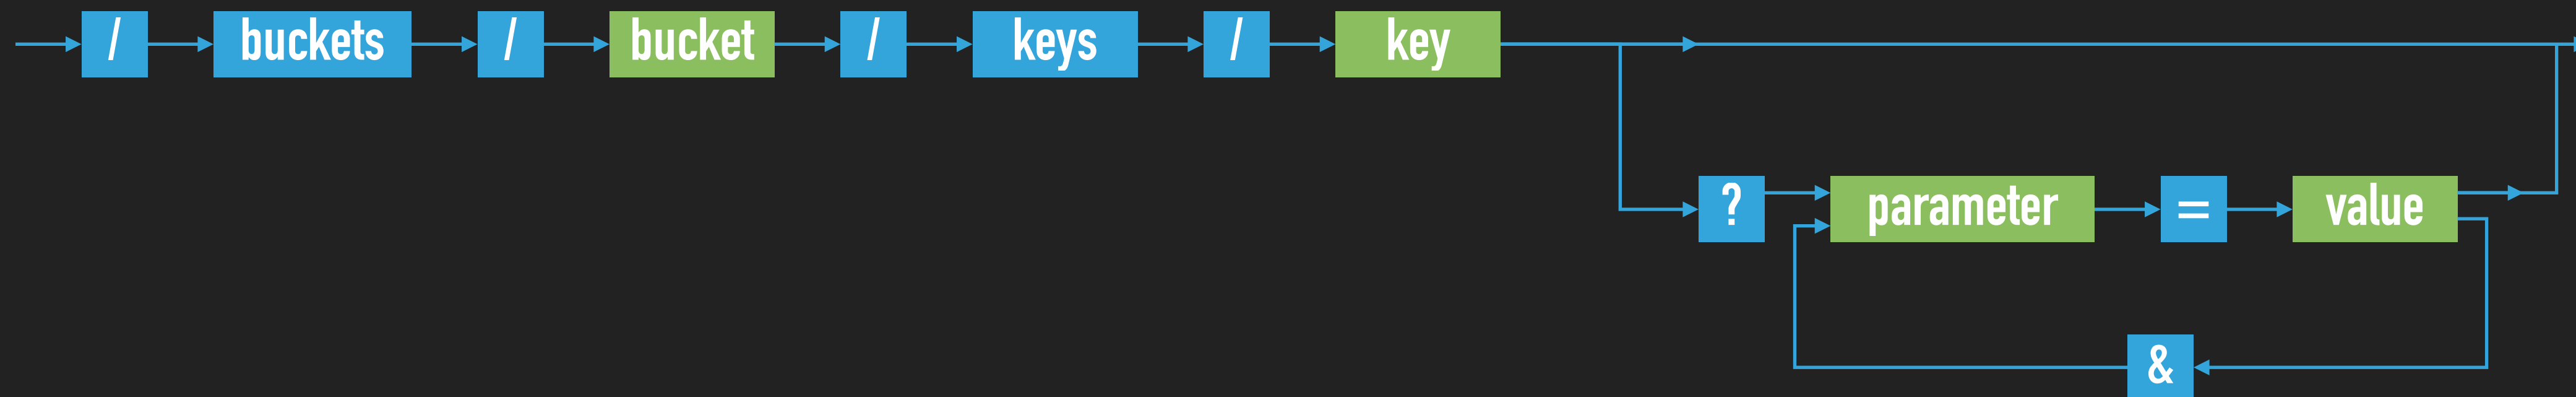 / buckets / bucket / keys / key
? parameter = value
&